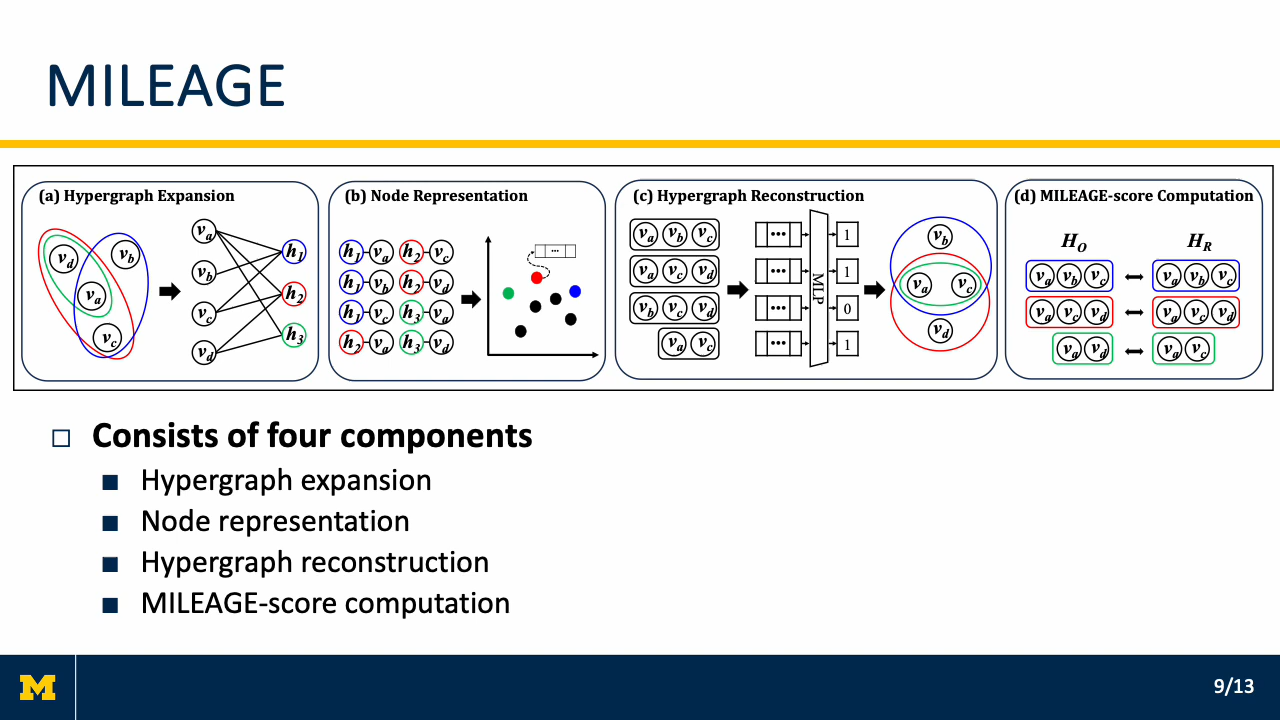 MILEAGE
(a) Hypergraph Expansion
v_d v_b v_a v_c
v_a v_b v_c v_d
h_1 h_2 h_3
(b) Node Representation
h_1 v_a h_2 v_c
h_1 v_b h_2 v_d
h_1 v_c h_3 v_a
h_2 v_a h_3 v_d
...
(c) Hypergraph Reconstruction
v_a v_b v_c ... 1
v_a v_c v_d ... 1
v_b v_c v_d ... 0
v_a v_c ... 1
MLP
v_b
v_a v_c
v_d
(d) MILEAGE-score Computation
H_O H_R
v_a v_b v_c v_a v_b v_c
v_a v_c v_d v_a v_c v_d
v_a v_d v_a v_c
Consists of four components
Hypergraph expansion
Node representation
Hypergraph reconstruction
MILEAGE-score computation
M
9/13